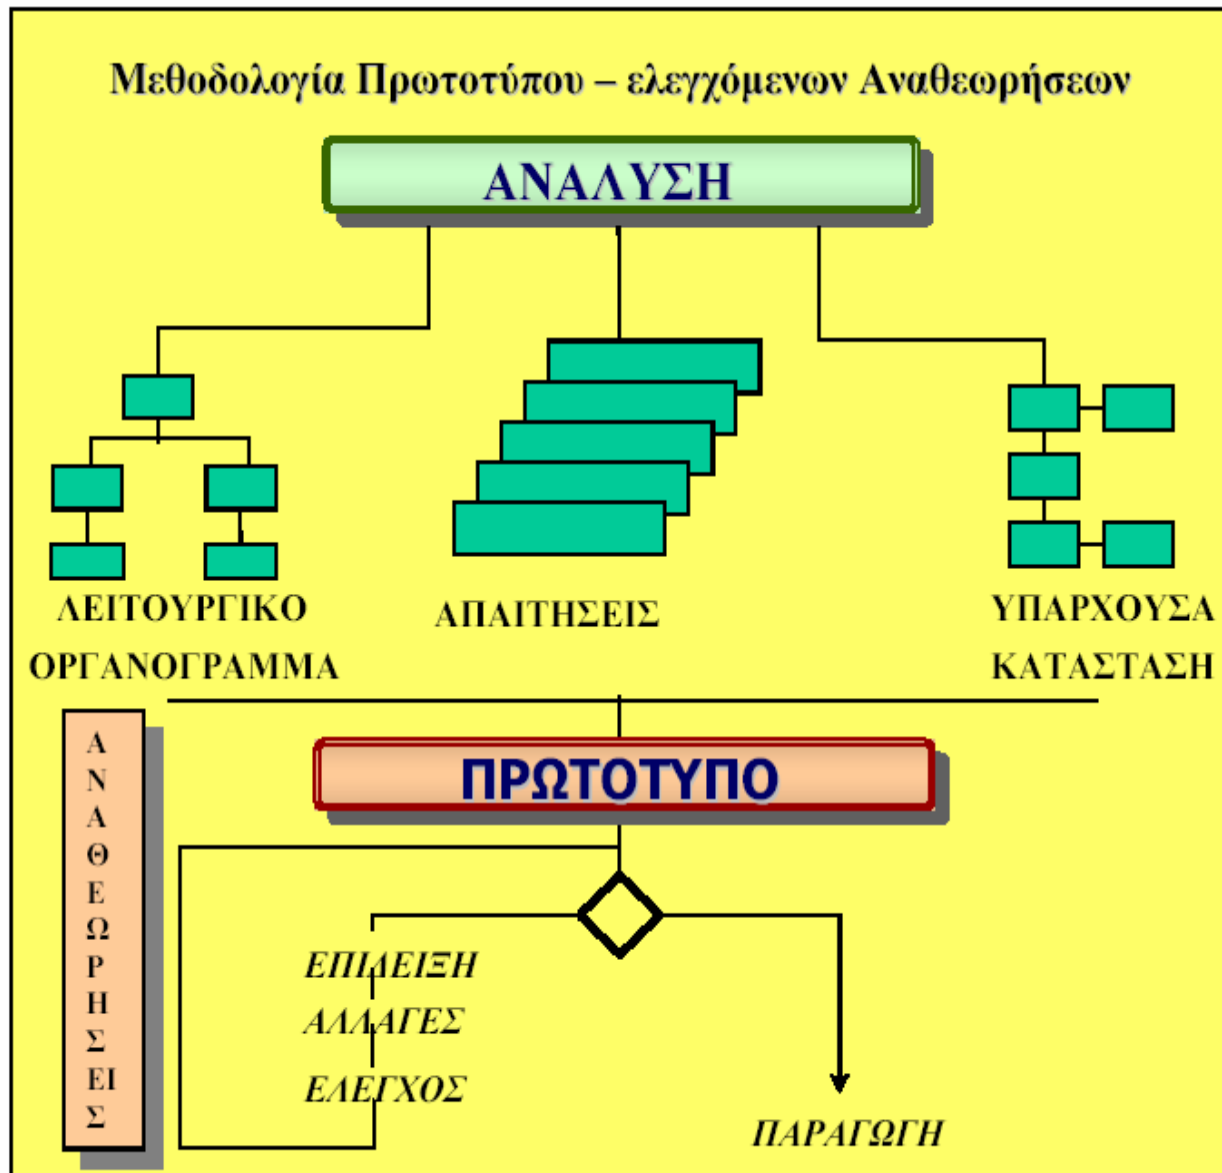 Μεθοδολογία Πρωτοτύπου – ελεγχόμενων Αναθεωρήσεων
ΑΝΑΛΥΣΗ
ΛΕΙΤΟΥΡΓΙΚΟ
ΟΡΓΑΝΟΓΡΑΜΜΑ
ΑΠΑΙΤΗΣΕΙΣ
ΥΠΑΡΧΟΥΣΑ
ΚΑΤΑΣΤΑΣΗ
ΠΡΩΤΟΤΥΠΟ
Α
Ν
Α
Θ
Ε
Ω
Ρ
Η
Σ
ΕΙ
Σ
ΕΠΙΔΕΙΞΗ
ΑΛΛΑΓΕΣ
ΕΛΕΓΧΟΣ
ΠΑΡΑΓΩΓΗ